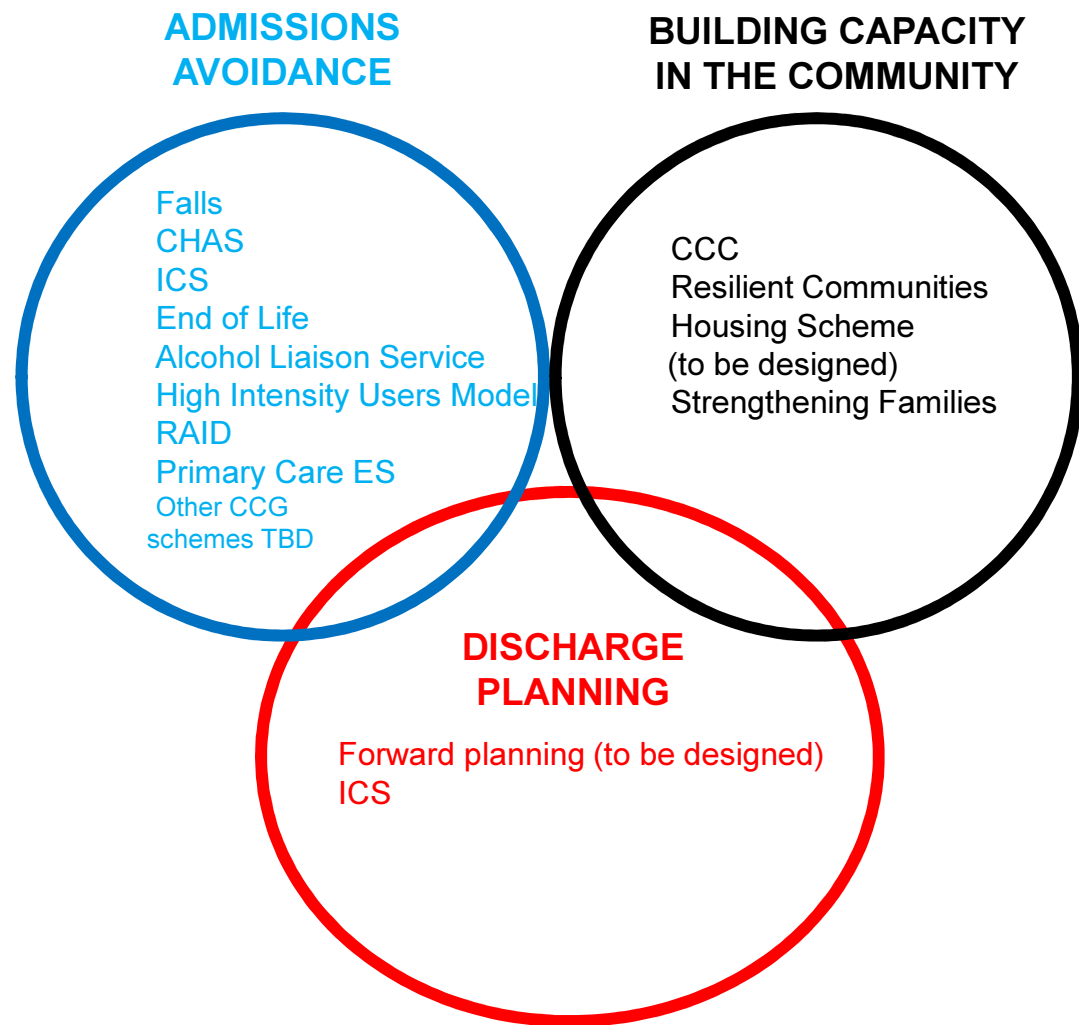 ADMISSIONS
AVOIDANCE
Falls
CHAS
ICS
End of Life
Alcohol Liaison Service
High Intensity Users Model
RAID
Primary Care ES
Other CCG
schemes TBD
BUILDING CAPACITY
IN THE COMMUNITY
CCC
Resilient Communities
Housing Scheme
(to be designed)
Strengthening Families
DISCHARGE
PLANNING
Forward planning (to be designed)
ICS